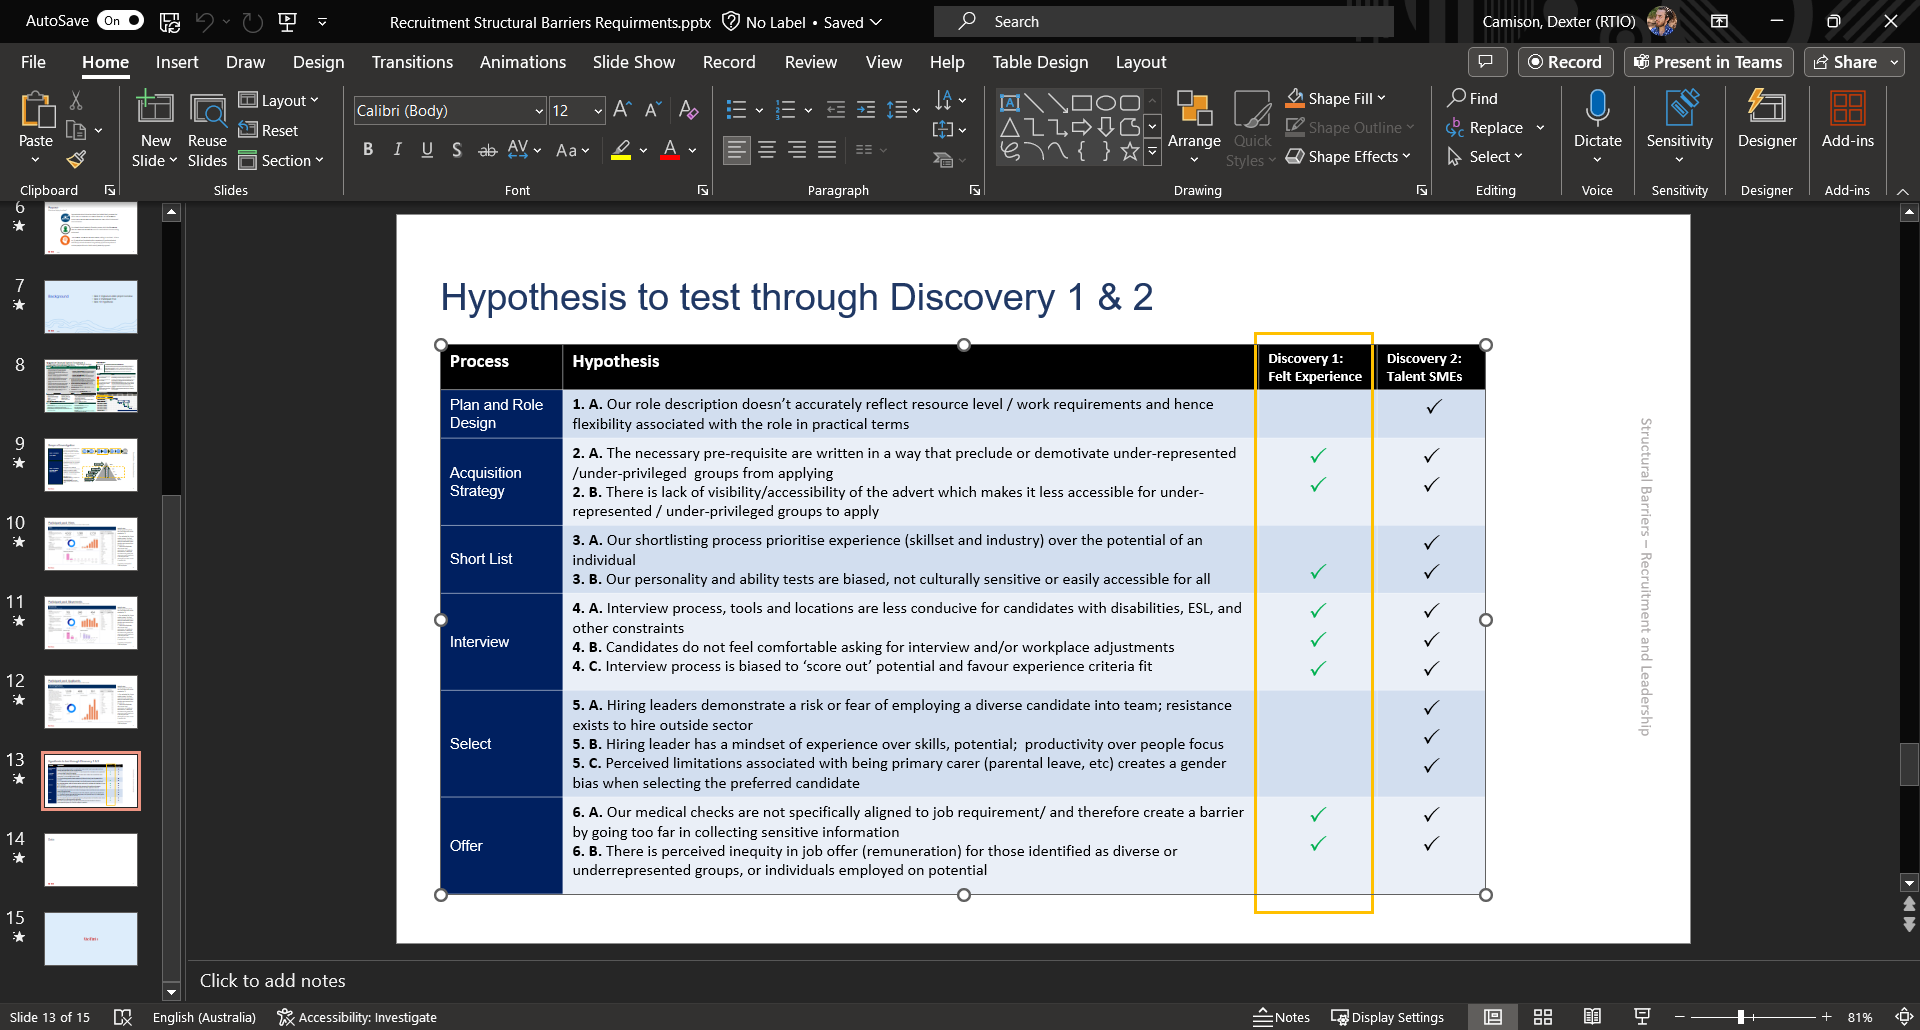 AutoSave On
Recruitment Structural Barriers Requirments.pptx
No Label • Saved
Search
Camison, Dexter (RTIO)
File Home Insert Draw Design Transitions Animations Slide Show Record Review View Help Table Design Layout
Record Present in Teams Share
Paste
Clipboard
New Slide
Reuse Slides
Layout
Reset
Section
Slides
Calibri (Body) 12
Font
Paragraph
Arrange
Quick Styles
Shape Fill
Shape Outline
Shape Effects
Drawing
Find
Replace
Select
Editing
Dictate
Voice
Sensitivity
Sensitivity
Designer
Designer
Add-ins
Add-ins
6
7
8
9
10
11
12
13
14
15
Hypothesis to test through Discovery 1 & 2
Process
Hypothesis
Discovery 1:
Felt Experience
Discovery 2:
Talent SMEs
Plan and Role
Design
1. A. Our role description doesn’t accurately reflect resource level / work requirements and hence
flexibility associated with the role in practical terms
Acquisition
Strategy
2. A. The necessary pre-requisite are written in a way that preclude or demotivate under-represented
/under-privileged groups from applying
2. B. There is lack of visibility/accessibility of the advert which makes it less accessible for under-
represented / under-privileged groups to apply
Short List
3. A. Our shortlisting process prioritise experience (skillset and industry) over the potential of an
individual
3. B. Our personality and ability tests are biased, not culturally sensitive or easily accessible for all
Interview
4. A. Interview process, tools and locations are less conducive for candidates with disabilities, ESL, and
other constraints
4. B. Candidates do not feel comfortable asking for interview and/or workplace adjustments
4. C. Interview process is biased to ‘score out’ potential and favour experience criteria fit
Select
5. A. Hiring leaders demonstrate a risk or fear of employing a diverse candidate into team; resistance
exists to hire outside sector
5. B. Hiring leader has a mindset of experience over skills, potential; productivity over people focus
5. C. Perceived limitations associated with being primary carer (parental leave, etc) creates a gender
bias when selecting the preferred candidate
Offer
6. A. Our medical checks are not specifically aligned to job requirement/ and therefore create a barrier
by going too far in collecting sensitive information
6. B. There is perceived inequity in job offer (remuneration) for those identified as diverse or
underrepresented groups, or individuals employed on potential
Structural Barriers – Recruitment and Leadership
Click to add notes
Slide 13 of 15
English (Australia)
Accessibility: Investigate
Notes
Display Settings
81%